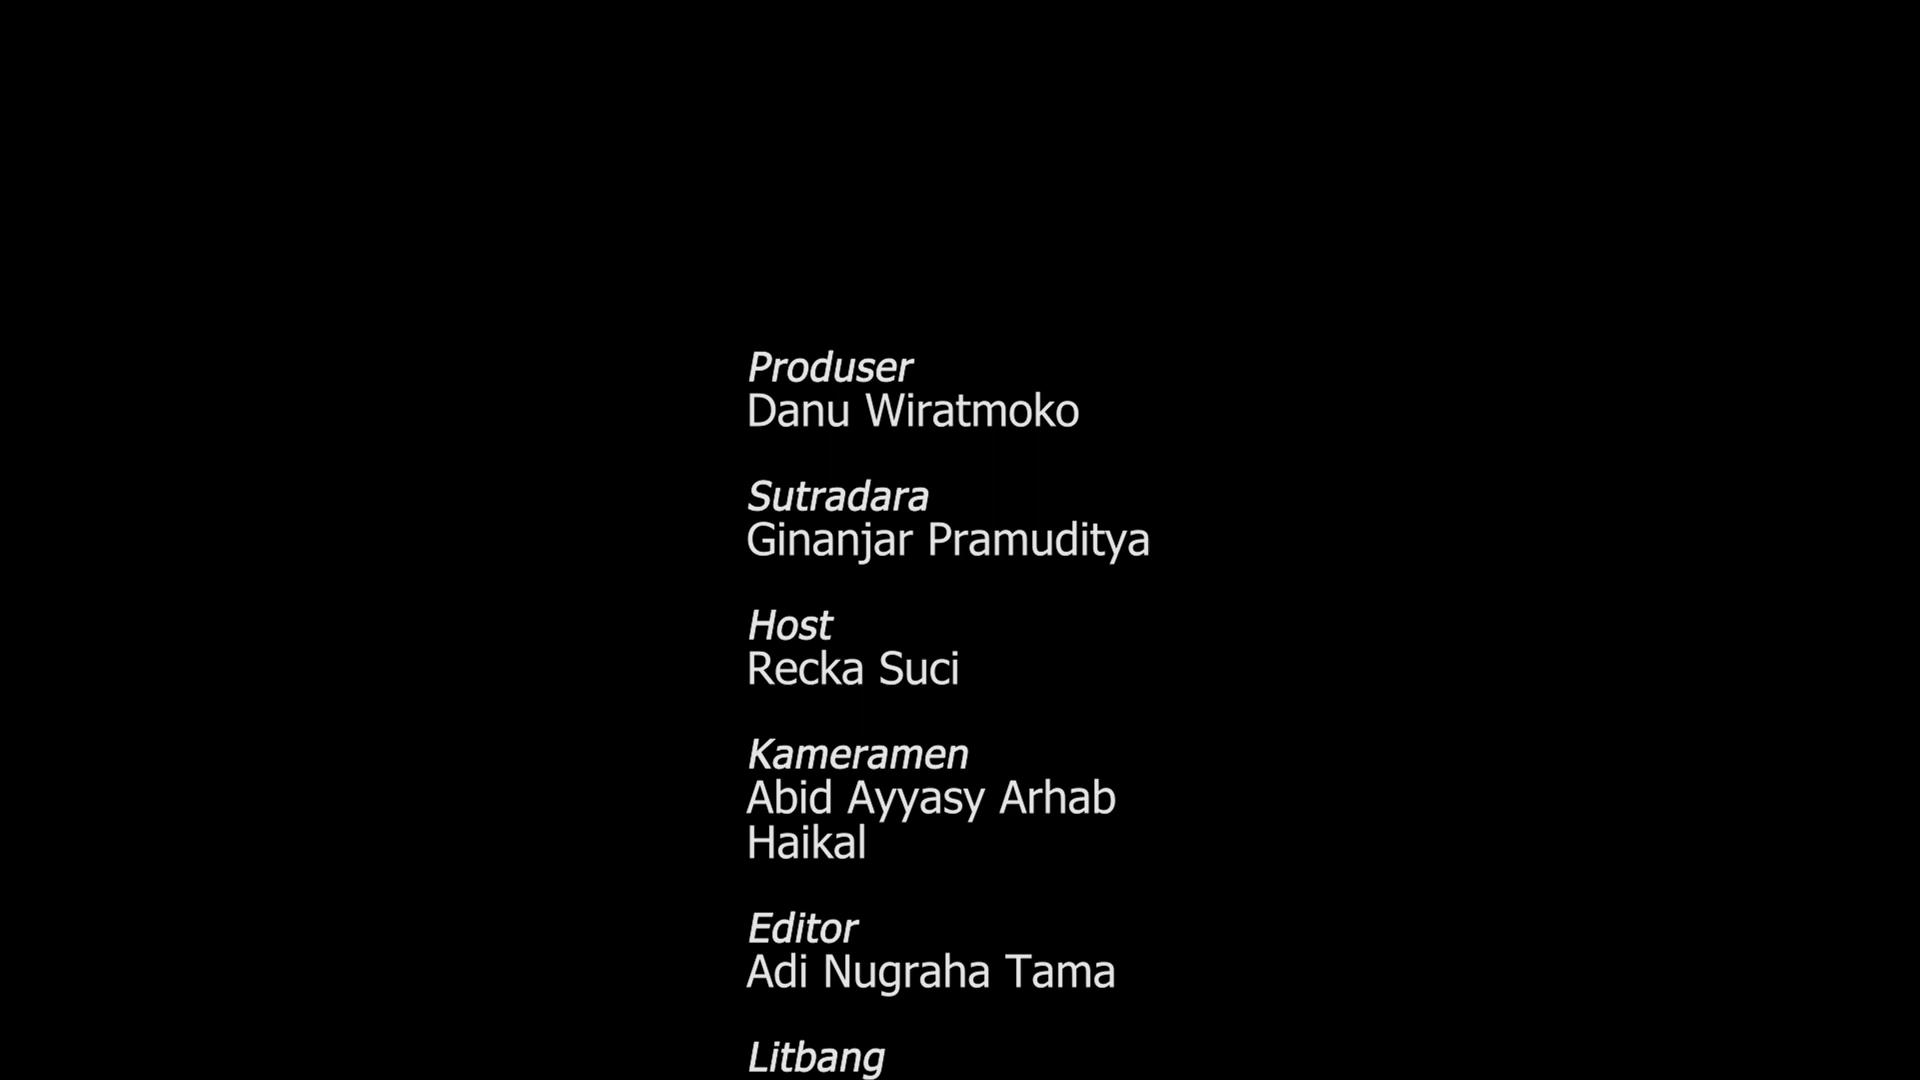 Produser
Danu Wiratmoko
Sutradara
Ginanjar Pramuditya
Host
Recka Suci
Kameramen
Abid Ayyasy Arhab
Haikal
Editor
Adi Nugraha Tama
Litbang